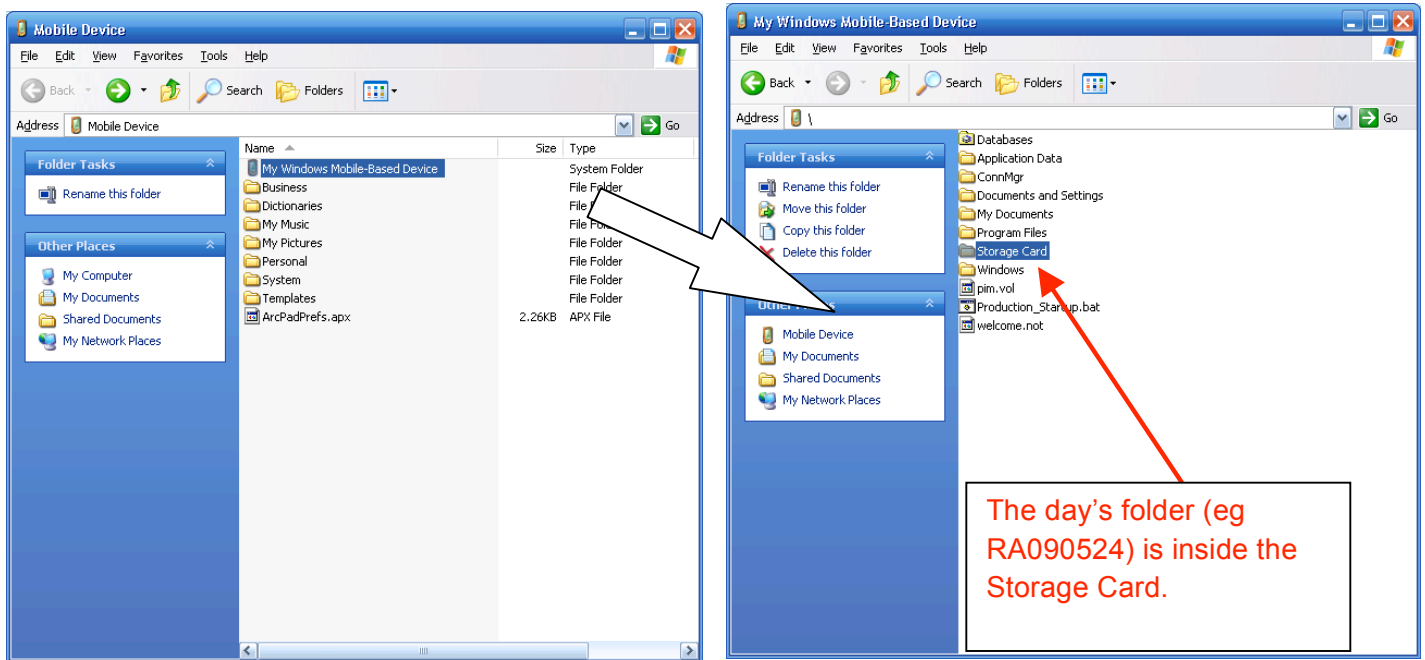 Mobile Device
File Edit View Favorites Tools Help
Back Search Folders
Address Mobile Device Go
Folder Tasks
Rename this folder
Other Places
My Computer
My Documents
Shared Documents
My Network Places
Name Size Type
My Windows Mobile-Based Device System Folder
Business File Folder
Dictionaries File
My Music File
My Pictures File Folder
Personal File Folder
System File Folder
Templates File Folder
ArcPadPrefs.apx 2.26KB APX File
My Windows Mobile-Based Device
File Edit View Favorites Tools Help
Back Search Folders
Address \ Go
Folder Tasks
Rename this folder
Move this folder
Copy this folder
Delete this folder
Other
Mobile Device
My Documents
Shared Documents
My Network Places
Databases
Application Data
ConnMgr
Documents and Settings
My Documents
Program Files
Storage Card
Windows
pim.vol
Production_Startup.bat
welcome.not
The day’s folder (eg
RA090524) is inside the
Storage Card.